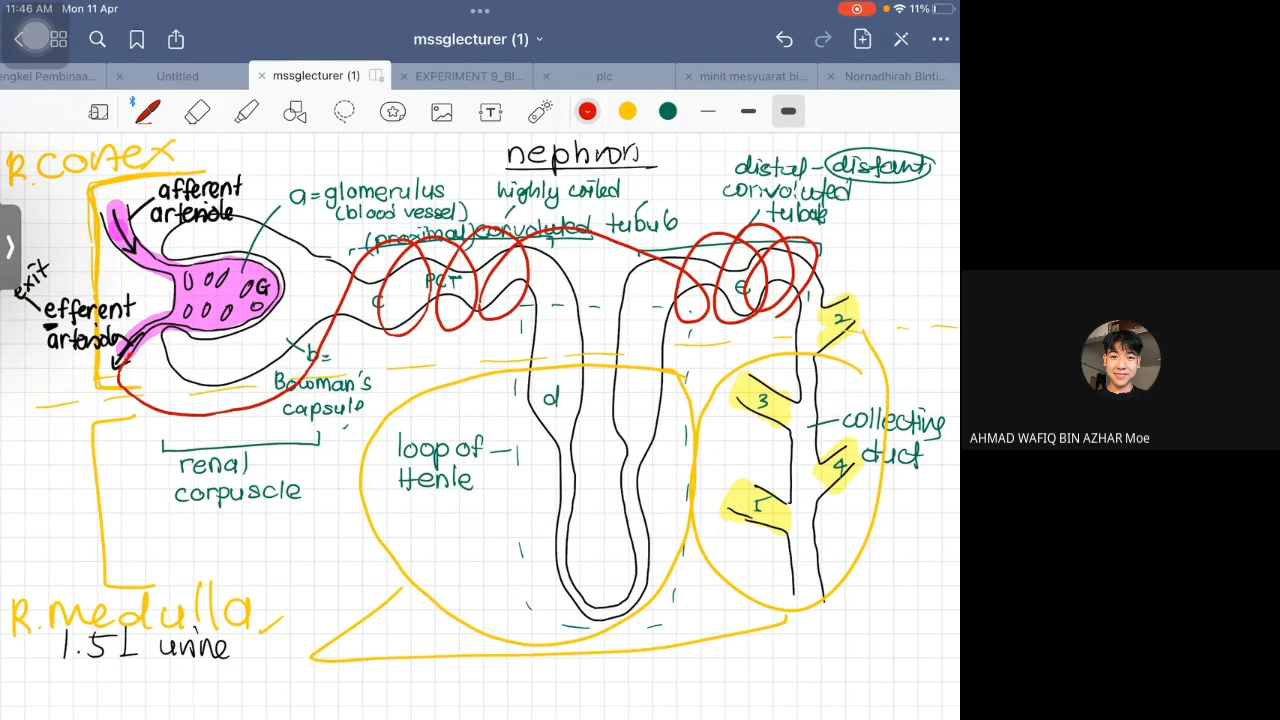 11:46 AM Mon 11 Apr
11%
mssglecturer (1)
engkel Pembinaa...
Untitled
mssglecturer (1)
EXPERIMENT 9_BI...
plc
minit mesyuarat bi...
Nornadhirah Binti...
R. cortex
nephron
afferent
arteriole
a = glomerulus
(blood vessel)
highly coiled
(proximal) convoluted tubule
distal - distant
convoluted
tubule
exit
efferent
arteriole
G
C
PCT
e
2
b =
Bowman's
capsule
d
3
collecting
duct
4
loop of
Henle
renal
corpuscle
1
R. medulla
1.5 L urine
AHMAD WAFIQ BIN AZHAR Moe